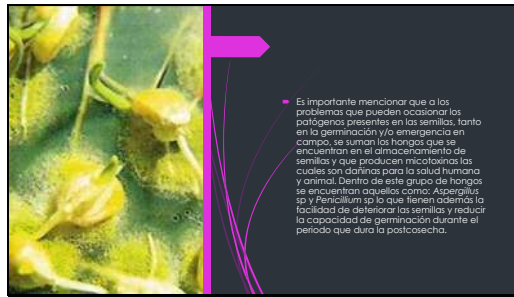 Es importante mencionar que a los
problemas que pueden ocasionar los
patógenos presentes en las semillas, tanto
en la germinación y/o emergencia en
campo, se suman los hongos que se
encuentran en el almacenamiento de
semillas y que producen micotoxinas las
cuales son dañinas para la salud humana
y animal. Dentro de este grupo de hongos
se encuentran aquellos como: Aspergillus
sp y Penicillium sp lo que tienen además la
facilidad de deteriorar las semillas y reducir
la capacidad de germinación durante el
periodo que dura la postcosecha.